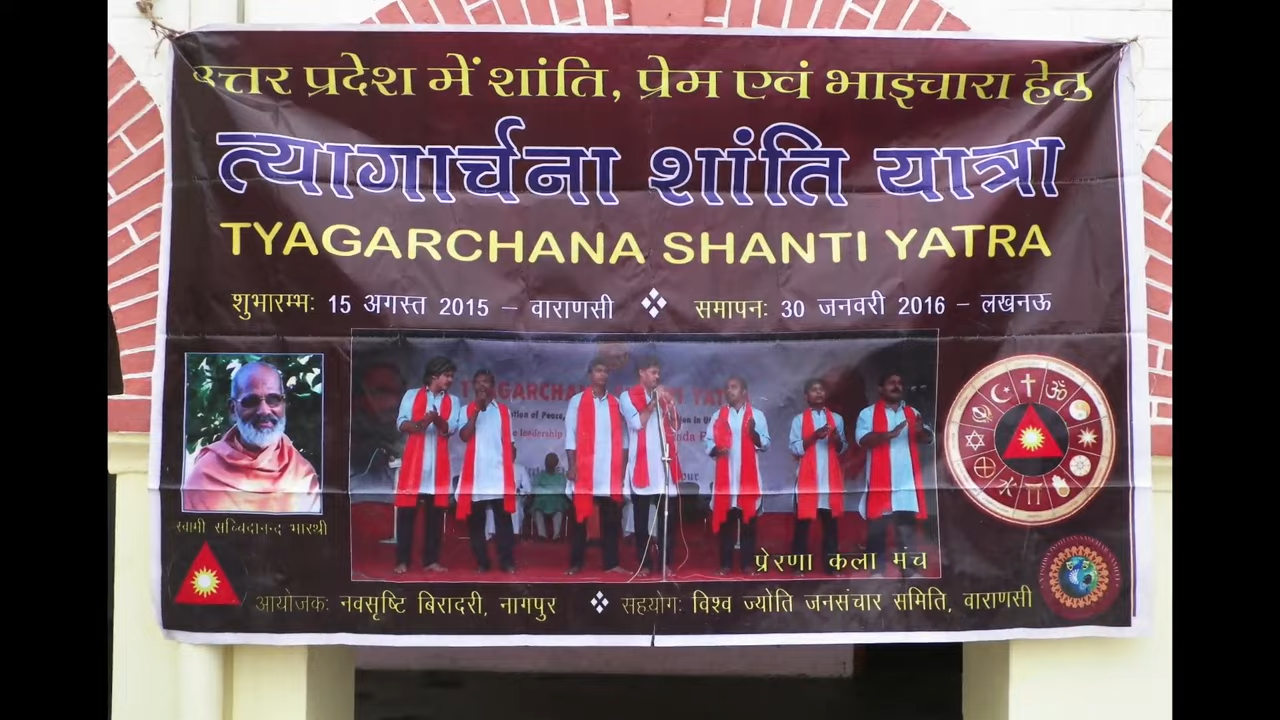 उत्तर प्रदेश में शांति, प्रेम एवं भाइचारा हेतु
त्यागार्चना शांति यात्रा
TYAGARCHANA SHANTI YATRA
शुभारम्भः 15 अगस्त 2015 – वाराणसी ❖ समापनः 30 जनवरी 2016 – लखनऊ
स्वामी सच्चिदानन्द भारथी
प्रेरणा कला मंच
आयोजकः नवसृष्टि बिरादरी, नागपुर ❖ सहयोगः विश्व ज्योति जनसंचार समिति, वाराणसी